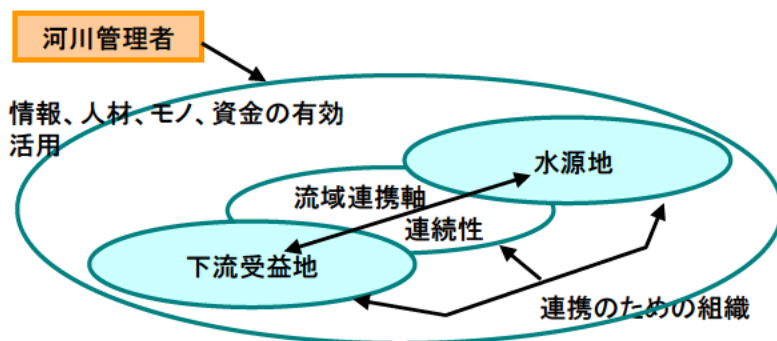 河川管理者
情報、人材、モノ、資金の有効
活用
水源地
流域連携軸
連続性
下流受益地
連携のための組織